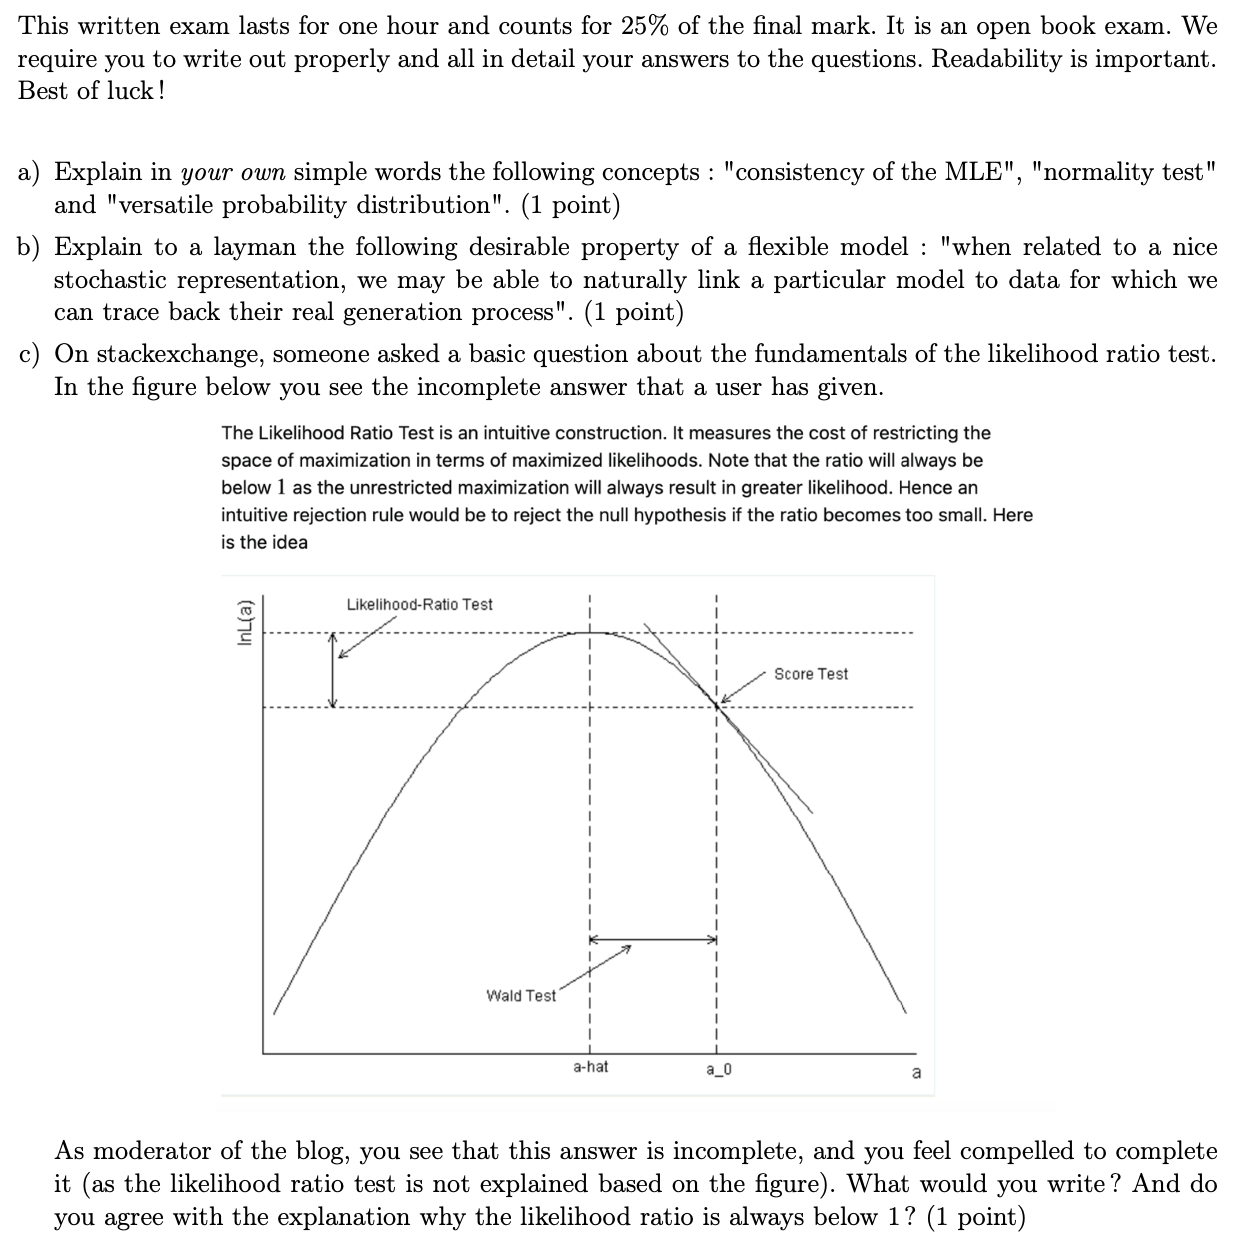 This written exam lasts for one hour and counts for 25% of the final mark. It is an open book exam. We
require you to write out properly and all in detail your answers to the questions. Readability is important.
Best of luck !
a) Explain in your own simple words the following concepts : "consistency of the MLE", "normality test"
and "versatile probability distribution". (1 point)
b) Explain to a layman the following desirable property of a flexible model : "when related to a nice
stochastic representation, we may be able to naturally link a particular model to data for which we
can trace back their real generation process". (1 point)
c) On stackexchange, someone asked a basic question about the fundamentals of the likelihood ratio test.
In the figure below you see the incomplete answer that a user has given.
The Likelihood Ratio Test is an intuitive construction. It measures the cost of restricting the
space of maximization in terms of maximized likelihoods. Note that the ratio will always be
below 1 as the unrestricted maximization will always result in greater likelihood. Hence an
intuitive rejection rule would be to reject the null hypothesis if the ratio becomes too small. Here
is the idea
lnL(a)
Likelihood-Ratio Test
Score Test
Wald Test
a-hat
a_0
a
As moderator of the blog, you see that this answer is incomplete, and you feel compelled to complete
it (as the likelihood ratio test is not explained based on the figure). What would you write ? And do
you agree with the explanation why the likelihood ratio is always below 1 ? (1 point)